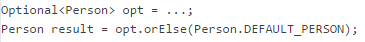 Optional<Person> opt = ...;
Person result = opt.orElse(Person.DEFAULT_PERSON);